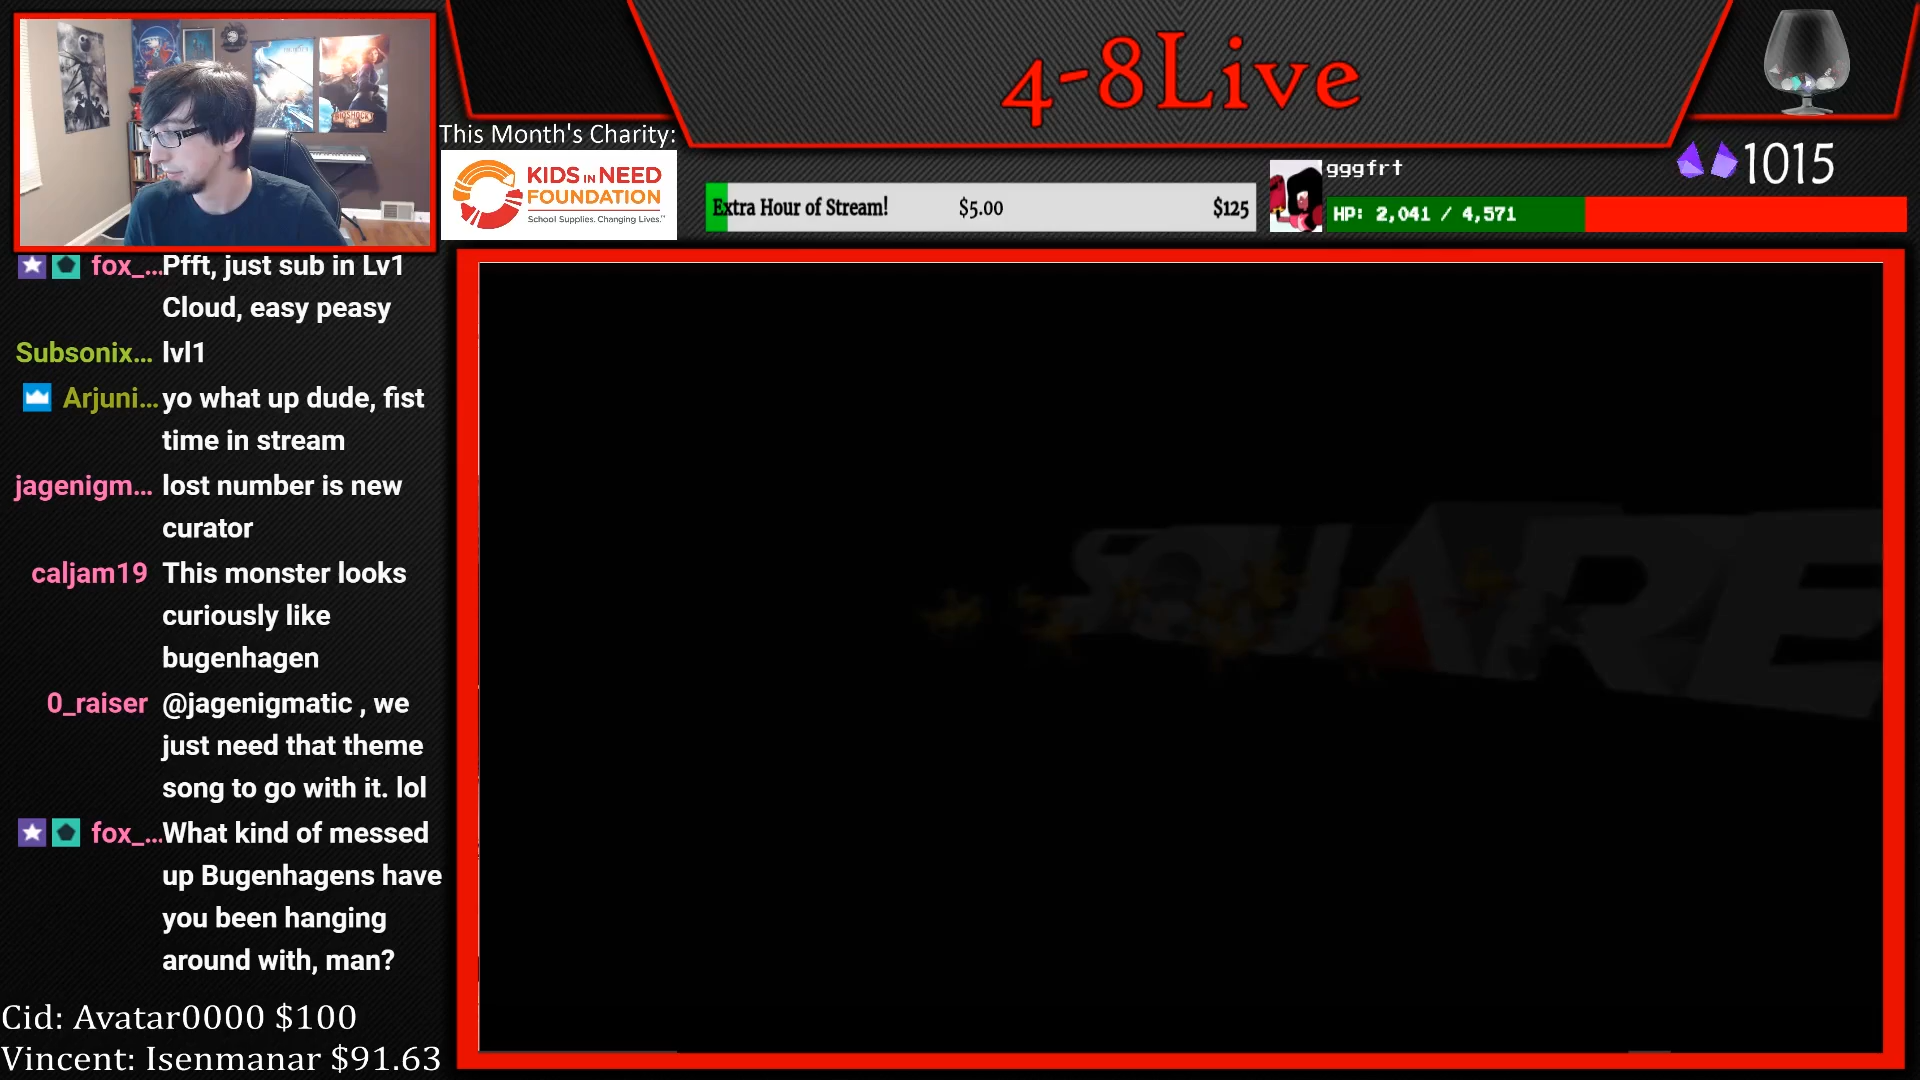 4-8Live
This Month's Charity:
KIDS IN NEED
FOUNDATION
School Supplies. Changing Lives.™
Extra Hour of Stream! $5.00 $125
gggfrt
HP: 2,041 / 4,571
1015
BIOSHOCK
fox_...Pfft, just sub in Lv1
Cloud, easy peasy
Subsonix... lvl1
Arjuni... yo what up dude, fist
time in stream
jagenigm... lost number is new
curator
caljam19 This monster looks
curiously like
bugenhagen
0_raiser @jagenigmatic , we
just need that theme
song to go with it. lol
fox_...What kind of messed
up Bugenhagens have
you been hanging
around with, man?
Cid: Avatar0000 $100
Vincent: Isenmanar $91.63
SQUARE